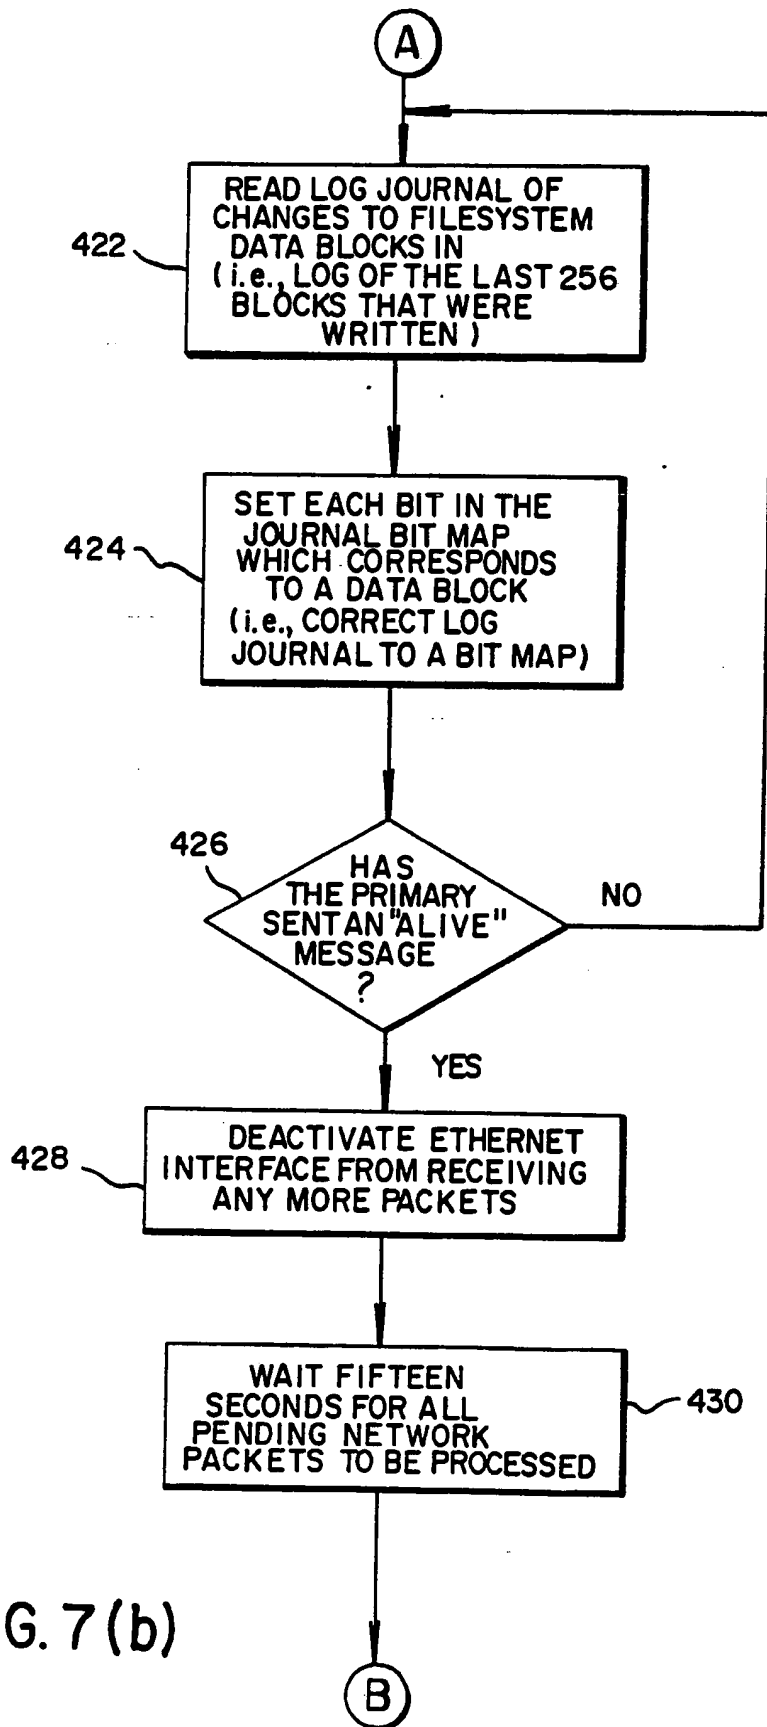 A
READ LOG JOURNAL OF
CHANGES TO FILESYSTEM
DATA BLOCKS IN
(i.e., LOG OF THE LAST 256
BLOCKS THAT WERE
WRITTEN)
422
SET EACH BIT IN THE
JOURNAL BIT MAP
WHICH CORRESPONDS
TO A DATA BLOCK
(i.e., CORRECT LOG
JOURNAL TO A BIT MAP)
424
426
HAS
THE PRIMARY
SENT AN "ALIVE"
MESSAGE
?
NO
YES
DEACTIVATE ETHERNET
INTERFACE FROM RECEIVING
ANY MORE PACKETS
428
WAIT FIFTEEN
SECONDS FOR ALL
PENDING NETWORK
PACKETS TO BE PROCESSED
430
G. 7(b)
B